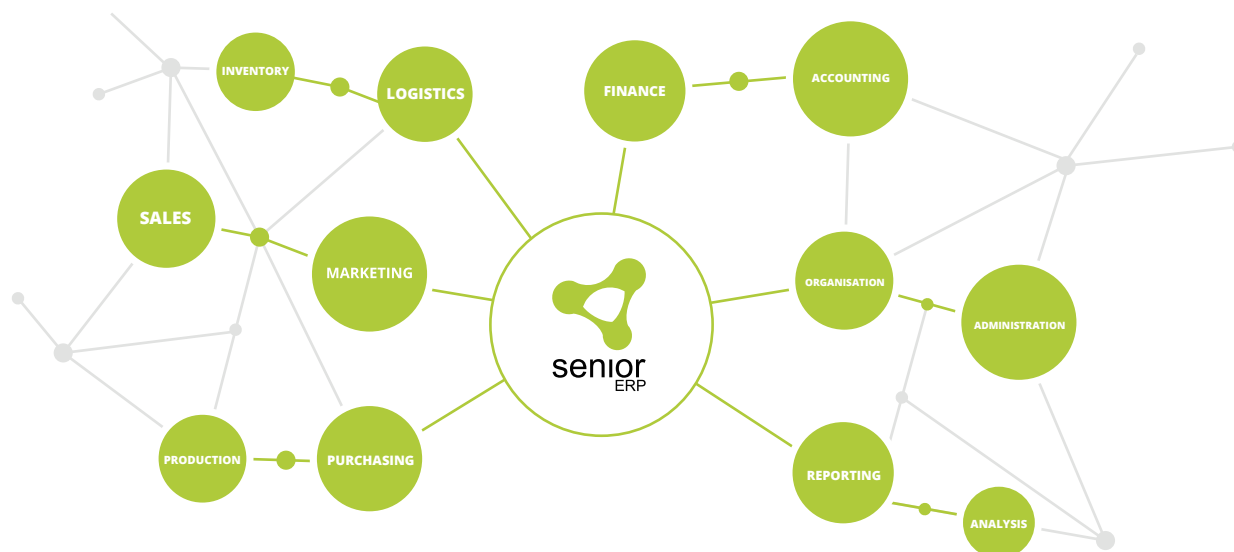 INVENTORY
LOGISTICS
FINANCE
ACCOUNTING
SALES
MARKETING
ORGANISATION
ADMINISTRATION
senior
ERP
PRODUCTION
PURCHASING
REPORTING
ANALYSIS